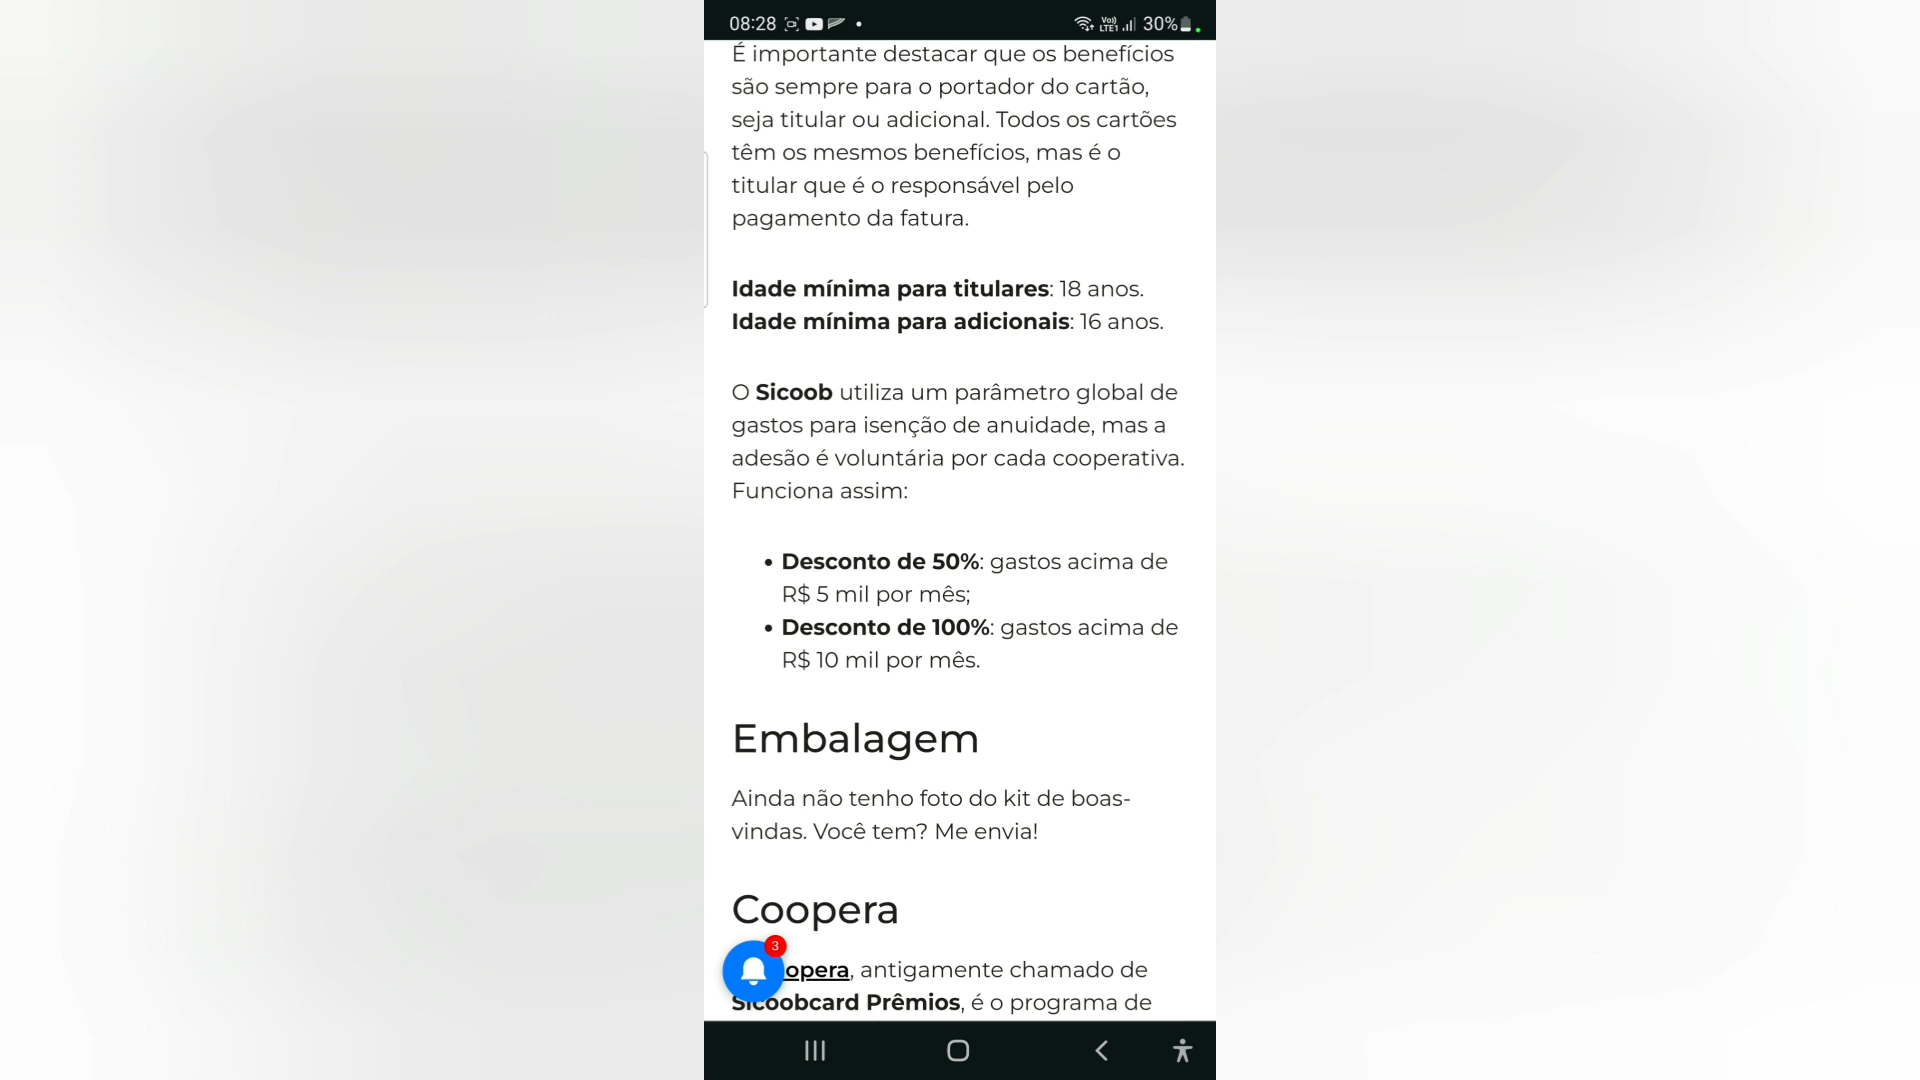 08:28
Vo))
LTE1
30%
É importante destacar que os benefícios
são sempre para o portador do cartão,
seja titular ou adicional. Todos os cartões
têm os mesmos benefícios, mas é o
titular que é o responsável pelo
pagamento da fatura.
Idade mínima para titulares: 18 anos.
Idade mínima para adicionais: 16 anos.
O Sicoob utiliza um parâmetro global de
gastos para isenção de anuidade, mas a
adesão é voluntária por cada cooperativa.
Funciona assim:
• Desconto de 50%: gastos acima de
R$ 5 mil por mês;
• Desconto de 100%: gastos acima de
R$ 10 mil por mês.
Embalagem
Ainda não tenho foto do kit de boas-
vindas. Você tem? Me envia!
Coopera
3
opera, antigamente chamado de
Sicoobcard Prêmios, é o programa de